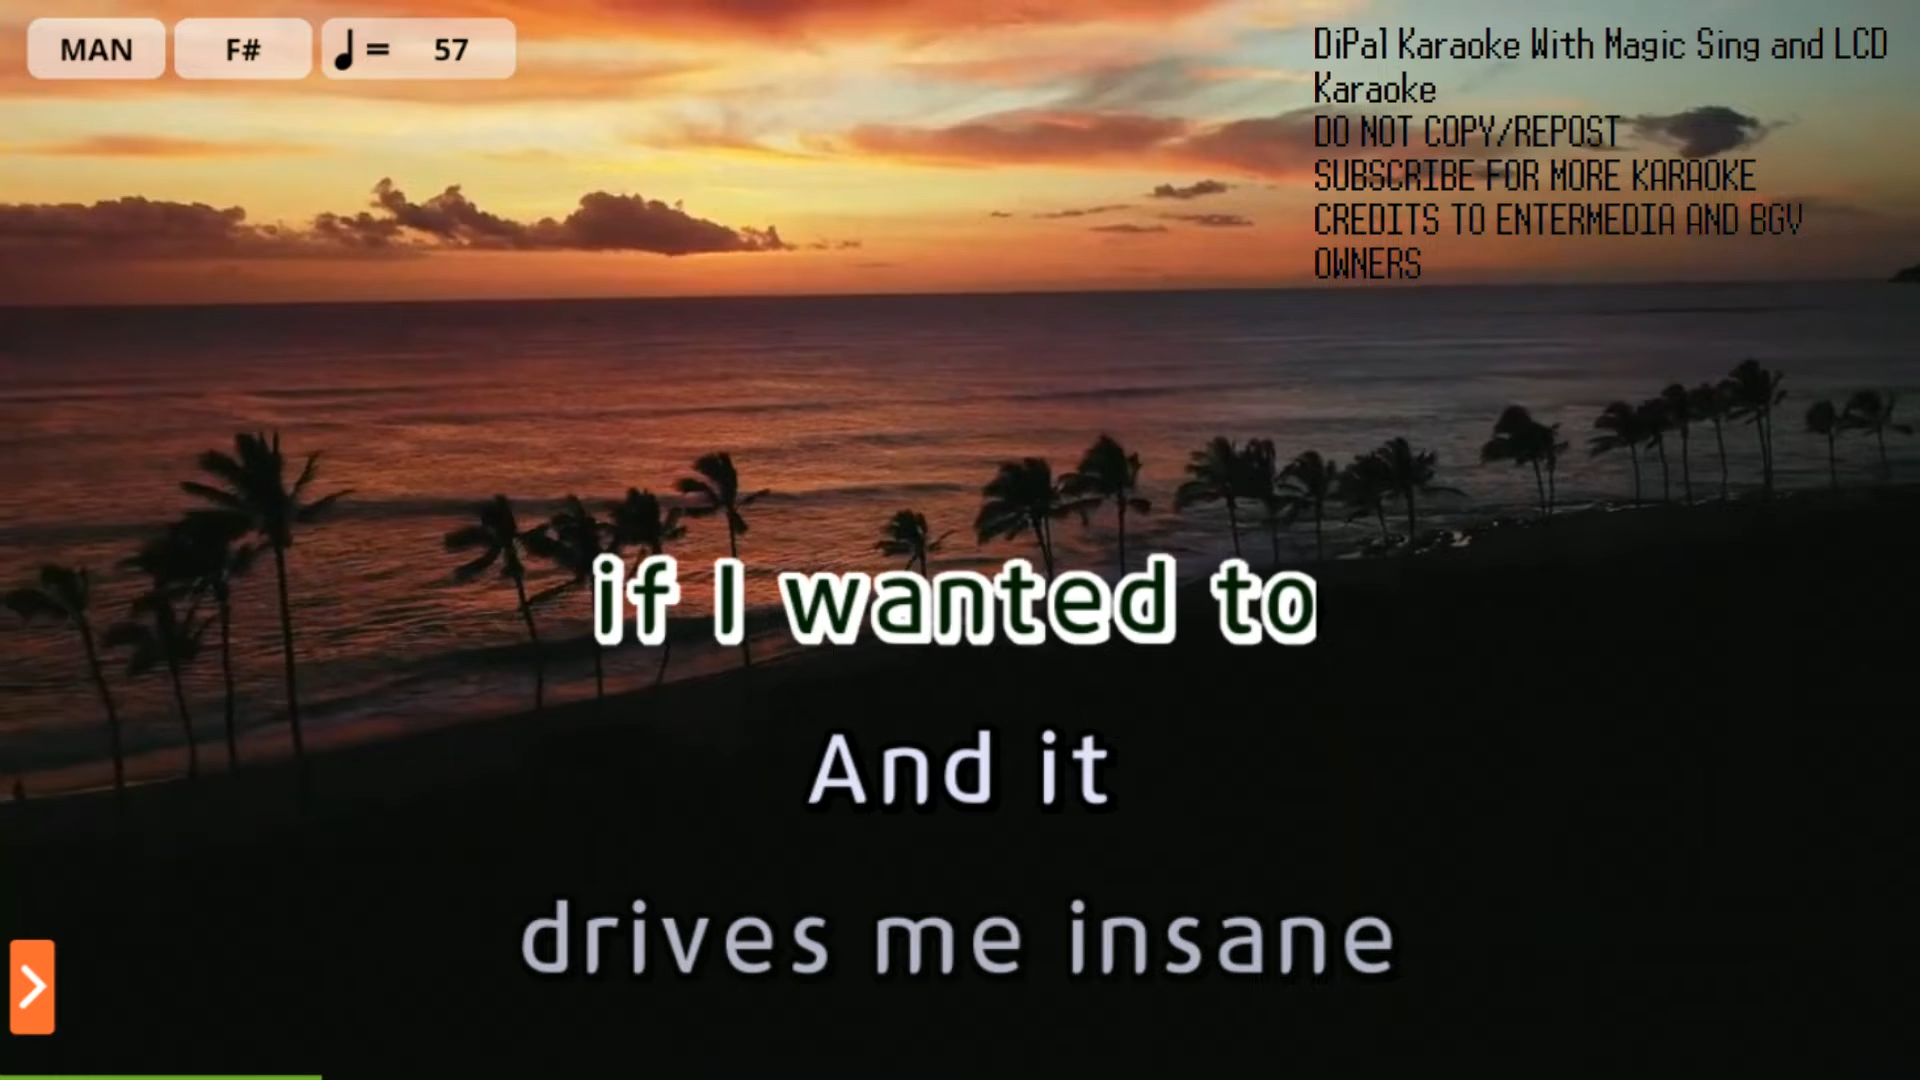 MAN F# ♩ = 57
DiPal Karaoke With Magic Sing and LCD
Karaoke
DO NOT COPY/REPOST
SUBSCRIBE FOR MORE KARAOKE
CREDITS TO ENTERMEDIA AND BGV
OWNERS
if I wanted to
And it
drives me insane